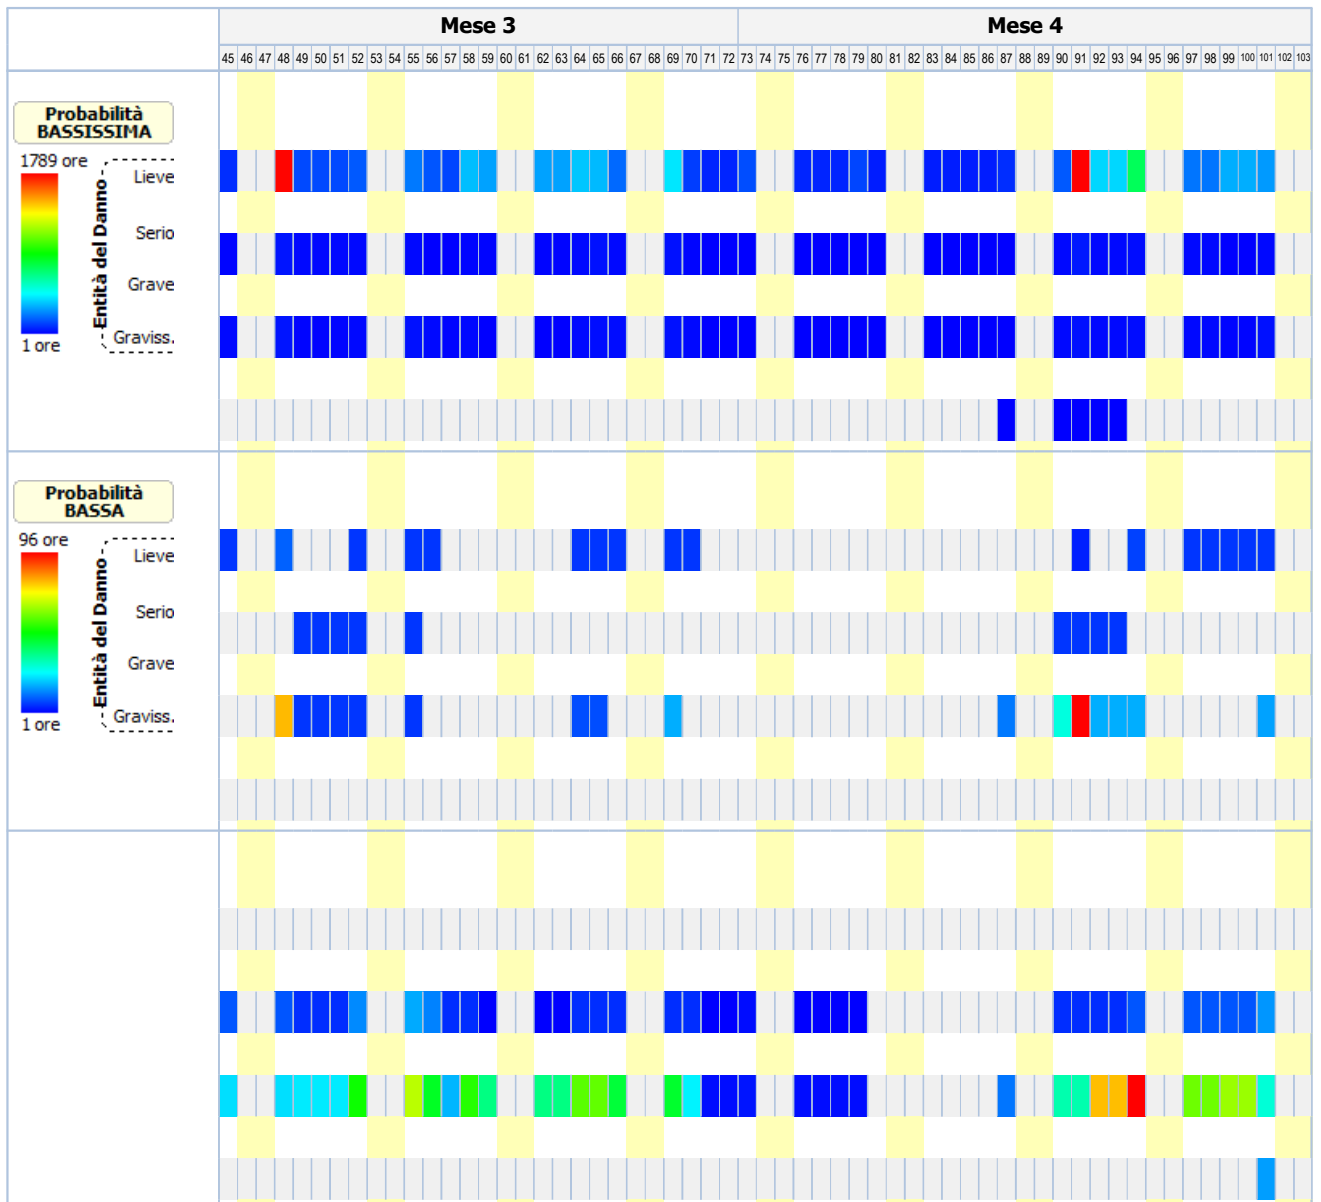 Mese 3 Mese 4
45 46 47 48 49 50 51 52 53 54 55 56 57 58 59 60 61 62 63 64 65 66 67 68 69 70 71 72 73 74 75 76 77 78 79 80 81 82 83 84 85 86 87 88 89 90 91 92 93 94 95 96 97 98 99 100 101 102 103
Probabilità
BASSISSIMA
1789 ore
Lieve
Serio
Grave
Graviss.
1 ore
Entità del Danno
Probabilità
BASSA
96 ore
Lieve
Serio
Grave
Graviss.
1 ore
Entità del Danno